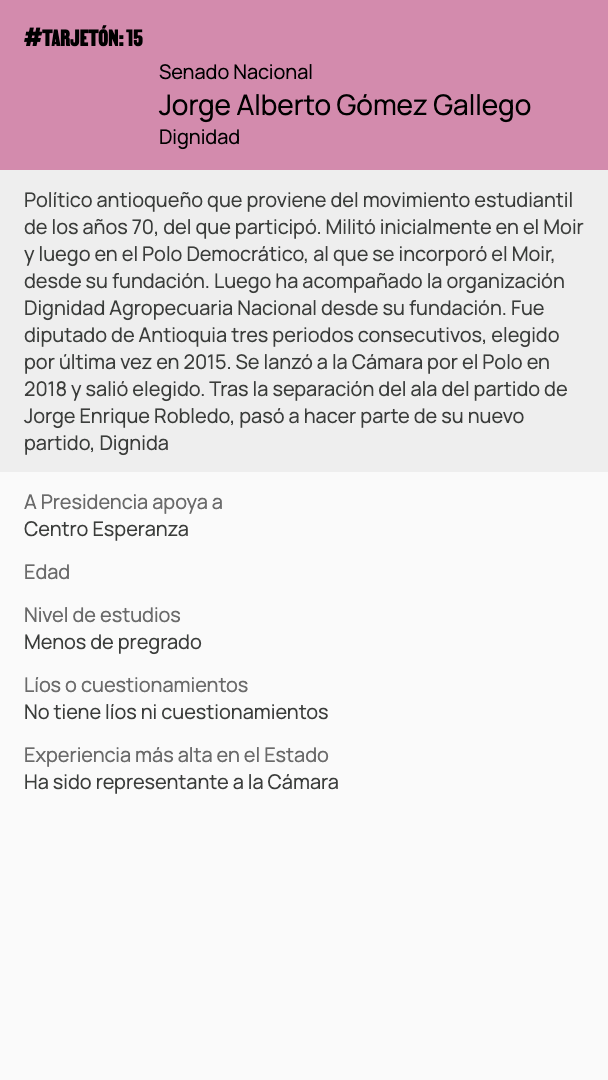 #TARJETÓN: 15
Senado Nacional
Jorge Alberto Gómez Gallego
Dignidad
Político antioqueño que proviene del movimiento estudiantil
de los años 70, del que participó. Militó inicialmente en el Moir
y luego en el Polo Democrático, al que se incorporó el Moir,
desde su fundación. Luego ha acompañado la organización
Dignidad Agropecuaria Nacional desde su fundación. Fue
diputado de Antioquia tres periodos consecutivos, elegido
por última vez en 2015. Se lanzó a la Cámara por el Polo en
2018 y salió elegido. Tras la separación del ala del partido de
Jorge Enrique Robledo, pasó a hacer parte de su nuevo
partido, Dignida
A Presidencia apoya a
Centro Esperanza
Edad
Nivel de estudios
Menos de pregrado
Líos o cuestionamientos
No tiene líos ni cuestionamientos
Experiencia más alta en el Estado
Ha sido representante a la Cámara